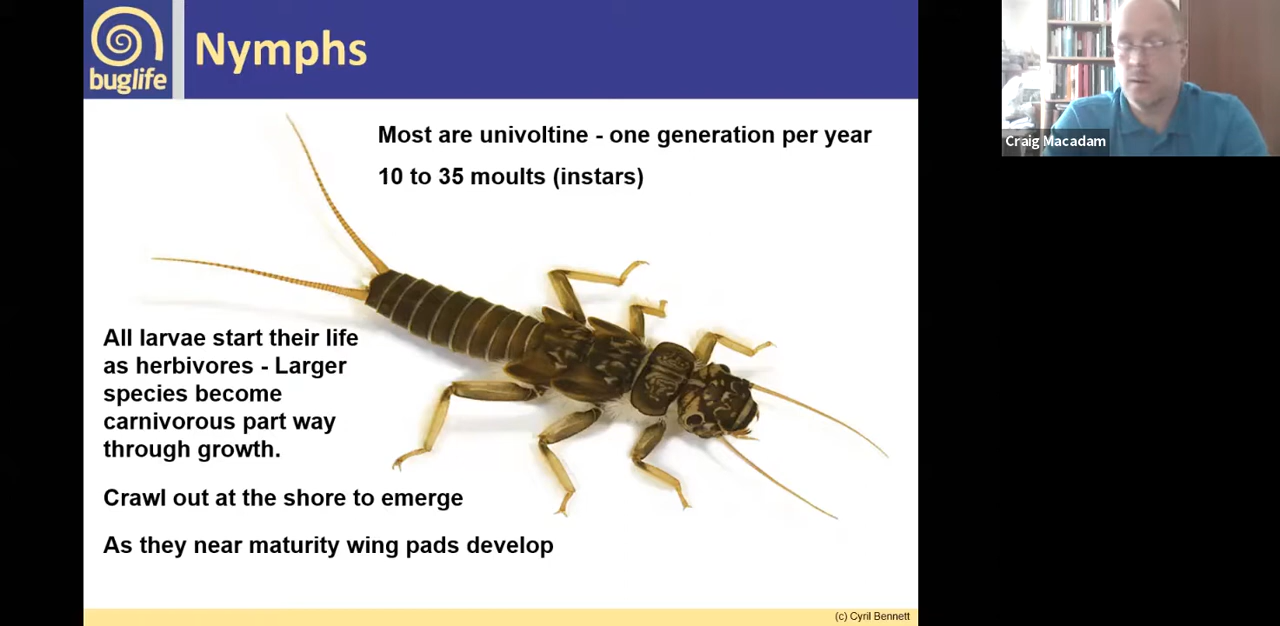 buglife
Nymphs
Most are univoltine - one generation per year
10 to 35 moults (instars)
All larvae start their life
as herbivores - Larger
species become
carnivorous part way
through growth.
Crawl out at the shore to emerge
As they near maturity wing pads develop
(c) Cyril Bennett
Craig Macadam